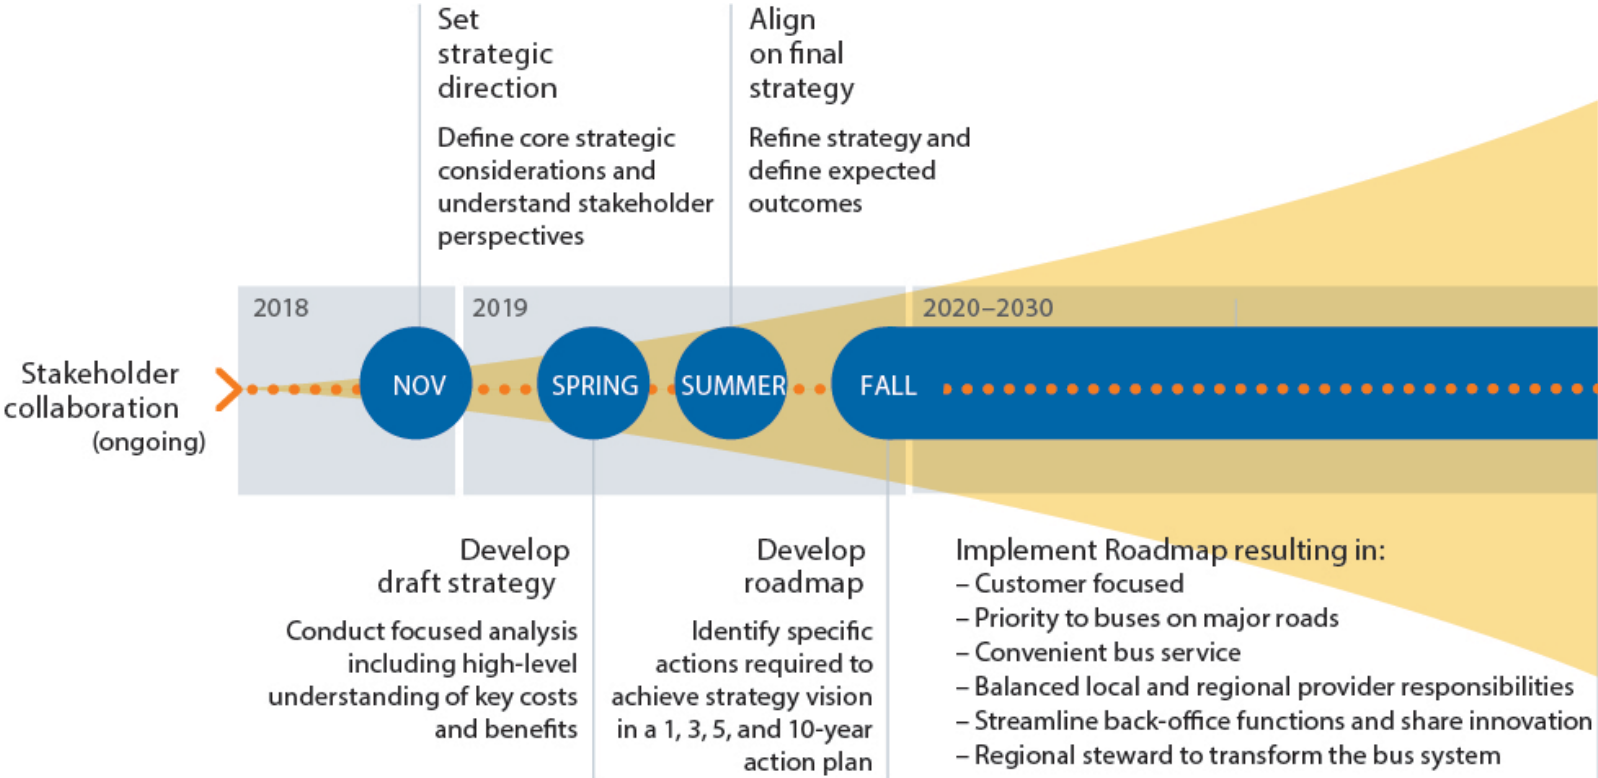 Set
strategic
direction
Define core strategic
considerations and
understand stakeholder
perspectives
Align
on final
strategy
Refine strategy and
define expected
outcomes
2018
2019
2020–2030
Stakeholder
collaboration
(ongoing)
NOV
SPRING
SUMMER
FALL
Develop
draft strategy
Conduct focused analysis
including high-level
understanding of key costs
and benefits
Develop
roadmap
Identify specific
actions required to
achieve strategy vision
in a 1, 3, 5, and 10-year
action plan
Implement Roadmap resulting in:
– Customer focused
– Priority to buses on major roads
– Convenient bus service
– Balanced local and regional provider responsibilities
– Streamline back-office functions and share innovation
– Regional steward to transform the bus system